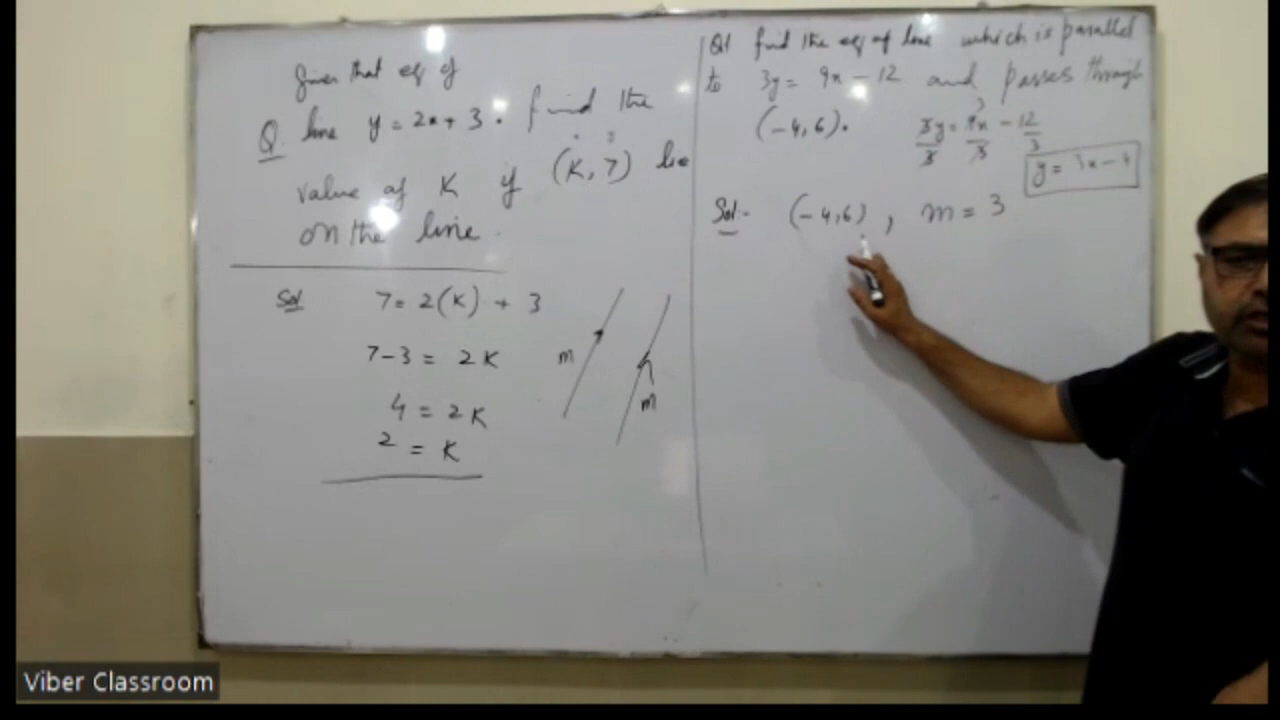 Given that eq of
Q. line y = 2x + 3. find the
value of K if (K, 7) lie
on the line.
Sol 7 = 2(K) + 3
7-3 = 2K
4 = 2K
2 = K
m
m
Q1 find the eq of line which is parallel
to 3y = 9x - 12 and passes through
(-4,6).
3y/3 = 9x/3 - 12/3
3
y = 3x - 4
Sol:- (-4,6), m = 3
Viber Classroom